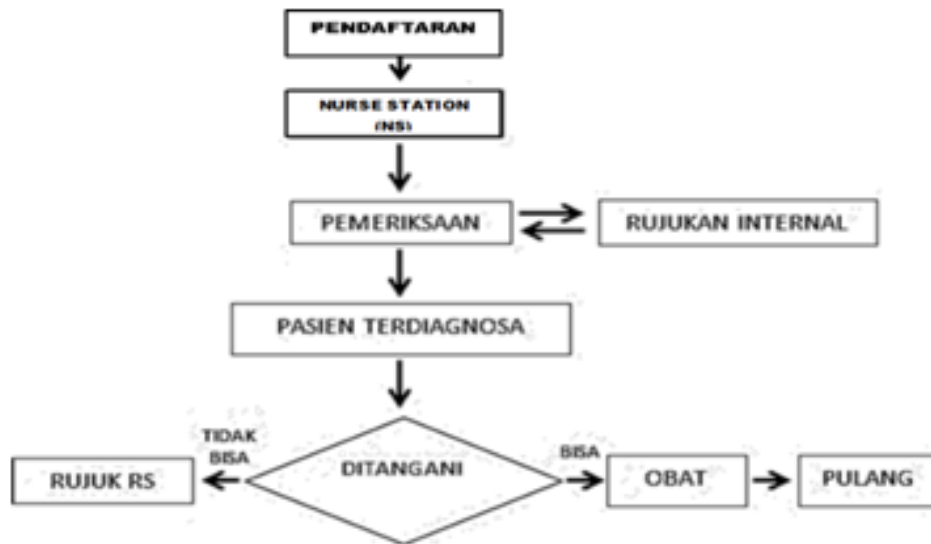 PENDAFTARAN
NURSE STATION
(NS)
PEMERIKSAAN
RUJUKAN INTERNAL
PASIEN TERDIAGNOSA
TIDAK
BISA
DITANGANI
BISA
RUJUK RS
OBAT
PULANG